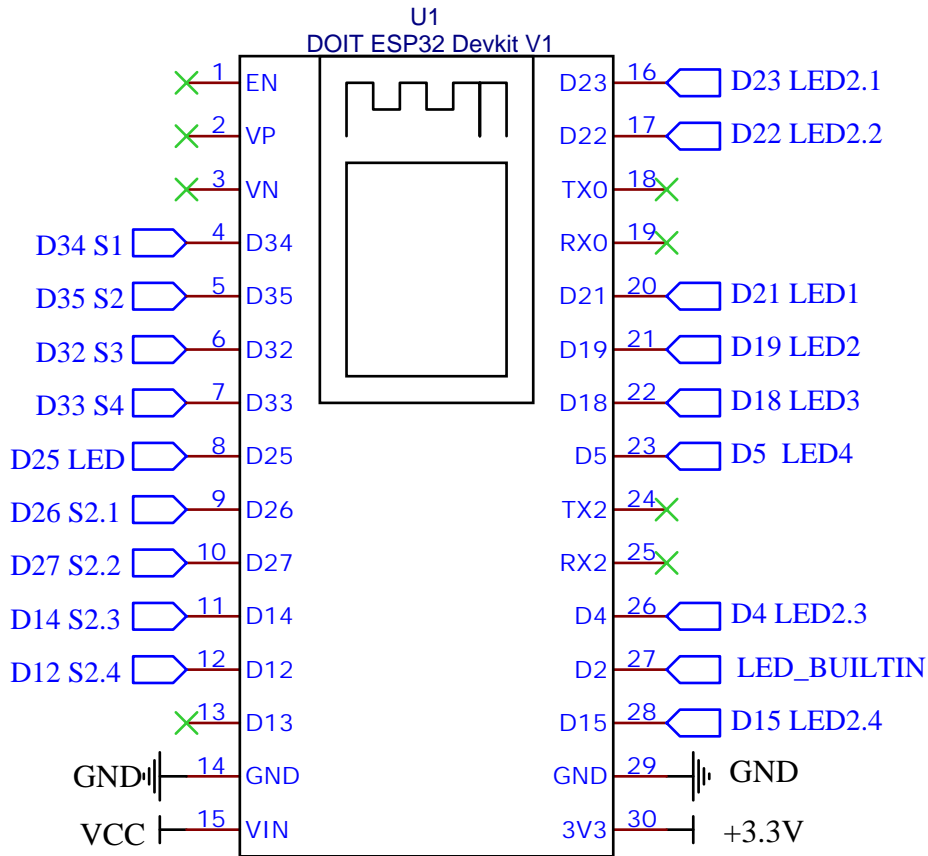 U1
DOIT ESP32 Devkit V1
1 EN D23 16 D23 LED2.1
2 VP D22 17 D22 LED2.2
3 VN TX0 18
D34 S1 4 D34 RX0 19
D35 S2 5 D35 D21 20 D21 LED1
D32 S3 6 D32 D19 21 D19 LED2
D33 S4 7 D33 D18 22 D18 LED3
D25 LED 8 D25 D5 23 D5 LED4
D26 S2.1 9 D26 TX2 24
D27 S2.2 10 D27 RX2 25
D14 S2.3 11 D14 D4 26 D4 LED2.3
D12 S2.4 12 D12 D2 27 LED_BUILTIN
13 D13 D15 28 D15 LED2.4
GND 14 GND GND 29 GND
VCC 15 VIN 3V3 30 +3.3V